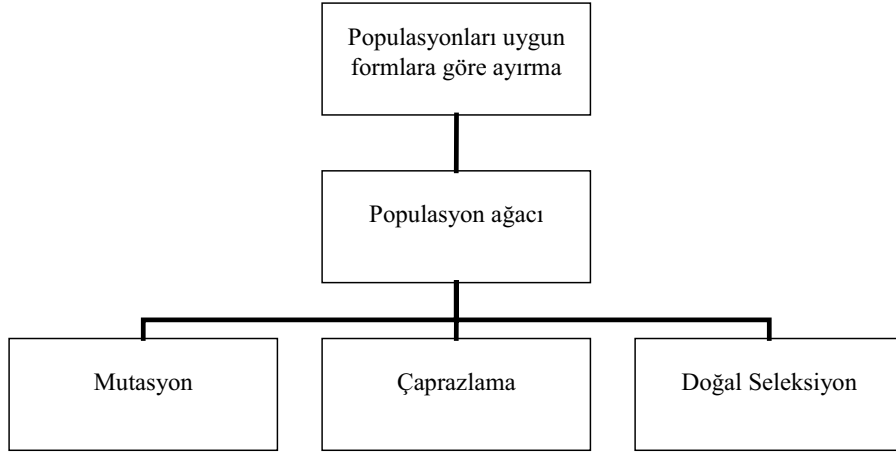 Populasyonları uygun
formlara göre ayırma
Populasyon ağacı
Mutasyon
Çaprazlama
Doğal Seleksiyon